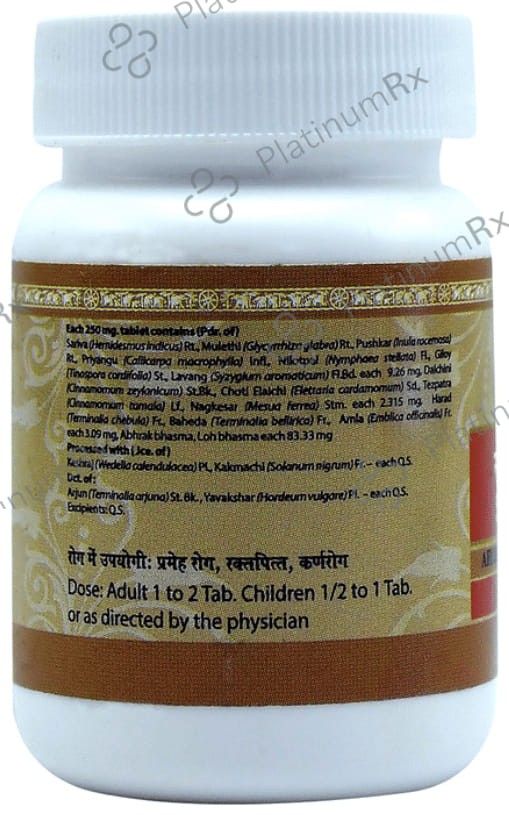 PlatinumRx
PlatinumRx
PlatinumRx
Each 250 mg. tablet contains (Pdr. of)
Sariva (Hemidesmus indicus) Rt., Mulethi (Glycyrrhiza glabra) Rt., Pushkar (Inula racemosa)
Rt., Priyangu (Callicarpa macrophylla) Infl., Nilotpal (Nymphaea stellata) Fl., Giloy
(Tinospora cordifolia) St., Lavang (Syzygium aromaticum) Fl.Bd. each 9.26 mg, Dalchini
(Cinnamomum zeylanicum) St.Bk., Choti Elaichi (Elettaria cardamomum) Sd., Tezpatra
(Cinnamomum tamala) Lf., Nagkesar (Mesua ferrea) Stm. each 2.315 mg. Harad
(Terminalia chebula) Fr., Baheda (Terminalia bellirica) Fr., Amla (Emblica officinalis) Fr.
each 3.09 mg, Abhrak bhasma, Loh bhasma each 83.33 mg
Processed with (Jce. of)
Keshraj (Wedelia calendulacea) Pl., Kakmachi (Solanum nigrum) Fr. – each Q.S.
Dct. of :
Arjun (Terminalia arjuna) St. Bk., Yavakshar (Hordeum vulgare) Pl. – each Q.S.
Excipients: Q.S.
रोग में उपयोगी: प्रमेह रोग, रक्तपित्त, कर्णरोग
Dose: Adult 1 to 2 Tab. Children 1/2 to 1 Tab.
or as directed by the physician